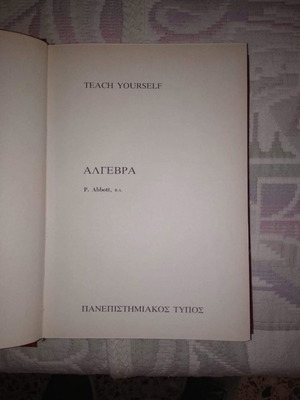 TEACH YOURSELF
ΑΛΓΕΒΡΑ
P. Abbott, B.A.
ΠΑΝΕΠΙΣΤΗΜΙΑΚΟΣ ΤΥΠΟΣ